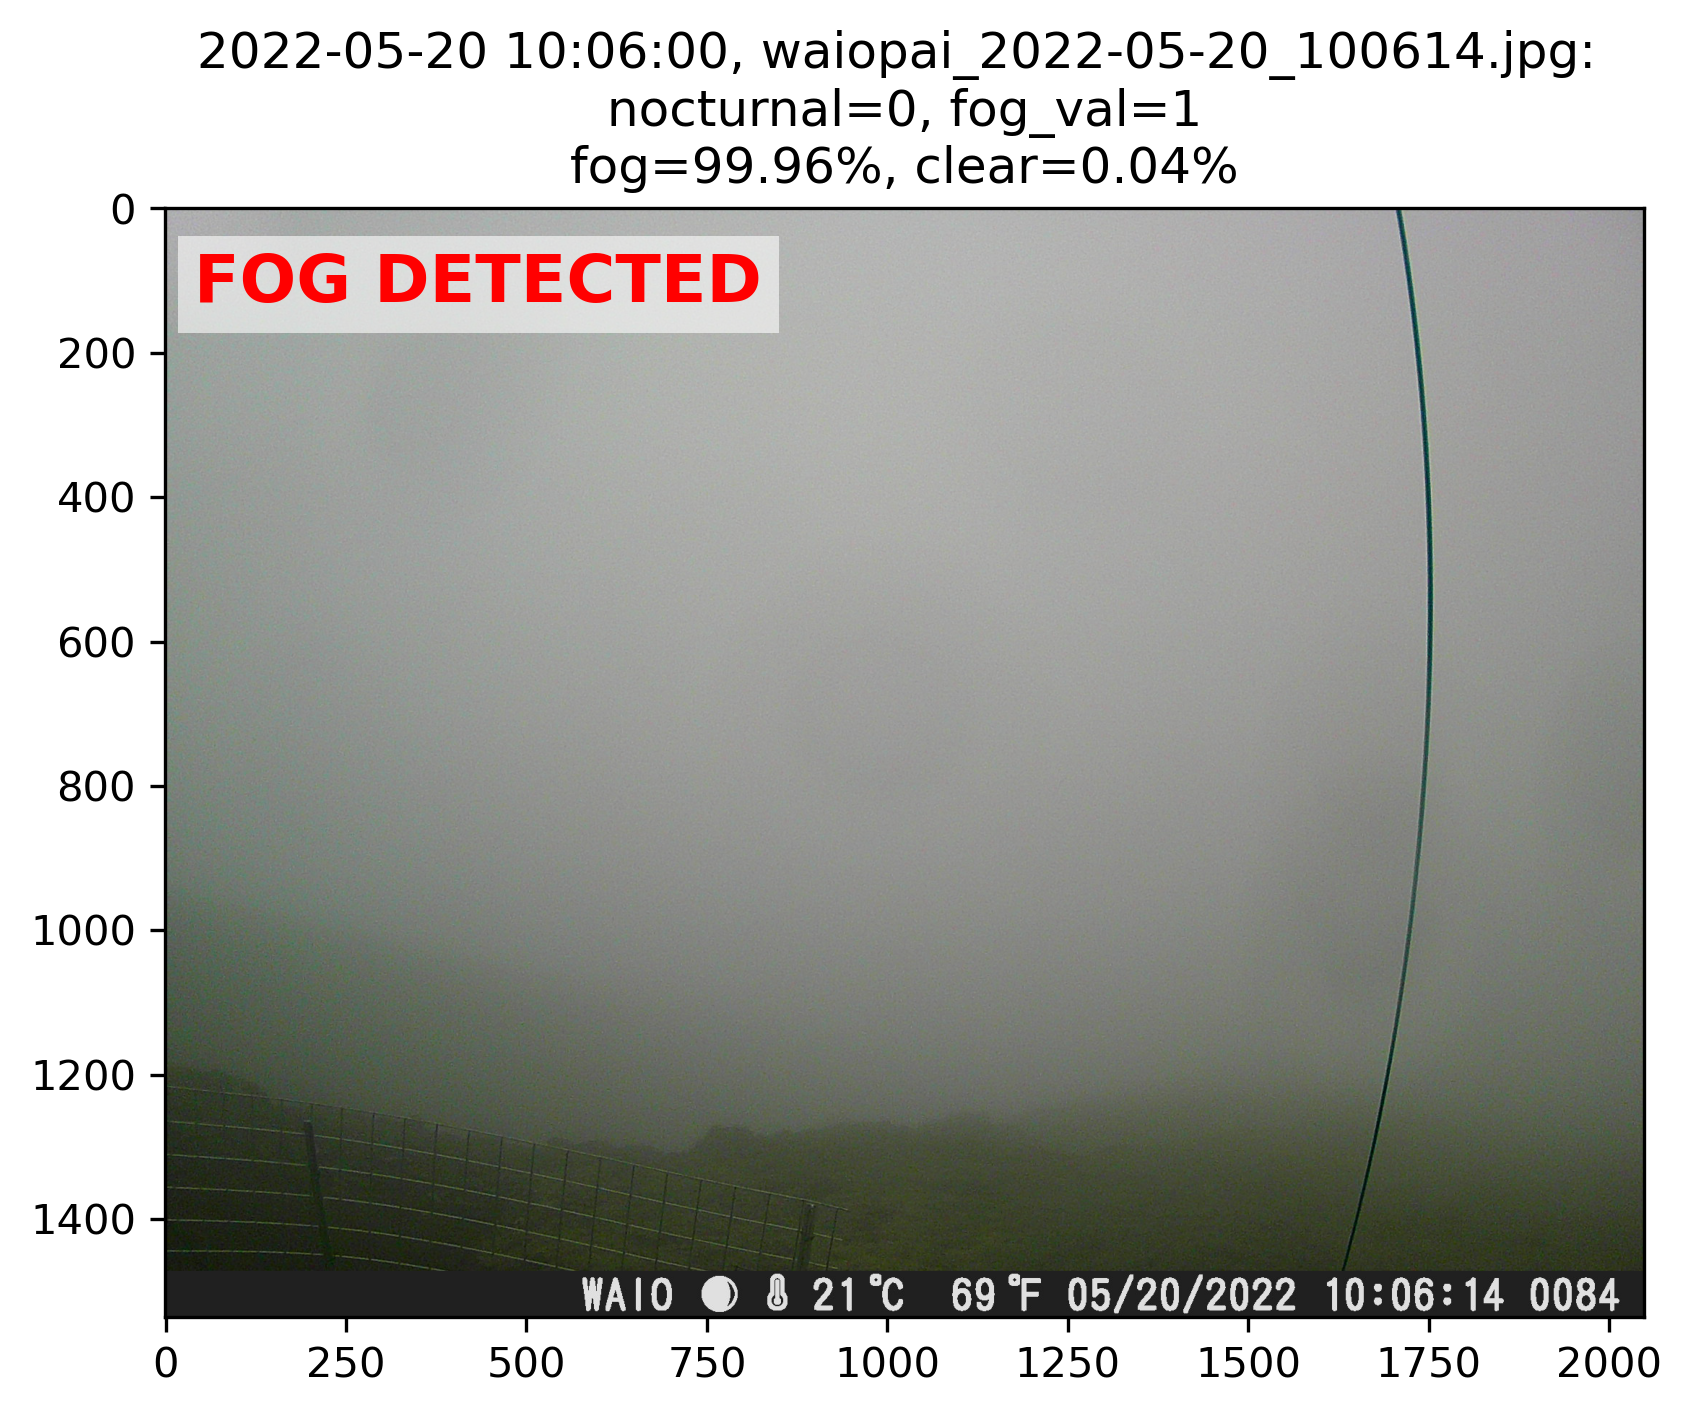 2022-05-20 10:06:00, waiopai_2022-05-20_100614.jpg:
nocturnal=0, fog_val=1
fog=99.96%, clear=0.04%
FOG DETECTED
0
200
400
600
800
1000
1200
1400
WAIO 21°C 69°F 05/20/2022 10:06:14 0084
0 250 500 750 1000 1250 1500 1750 2000